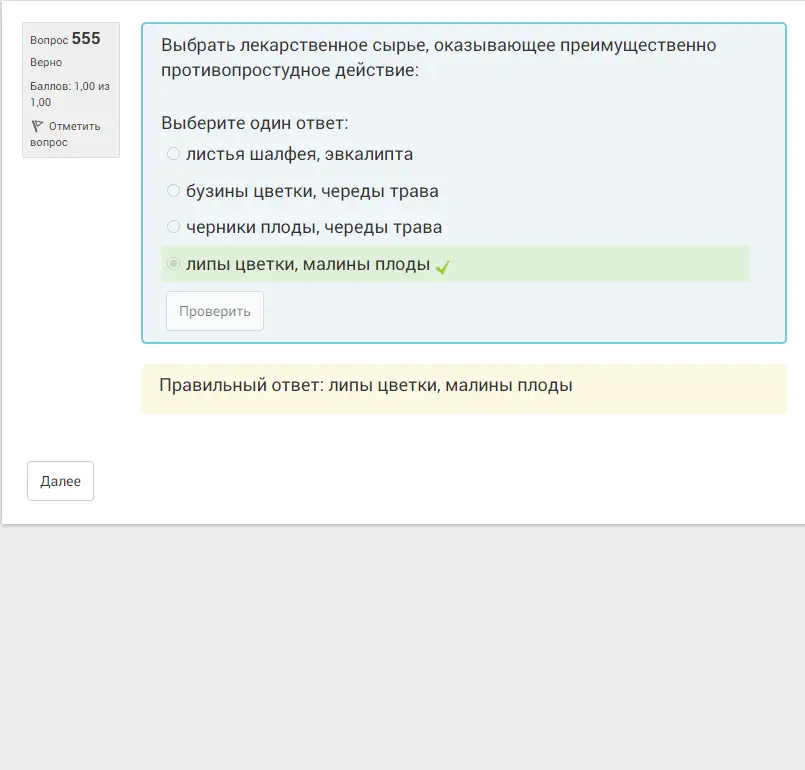 Вопрос 555
Верно
Баллов: 1,00 из
1,00
Отметить
вопрос
Выбрать лекарственное сырье, оказывающее преимущественно
противопростудное действие:
Выберите один ответ:
листья шалфея, эвкалипта
бузины цветки, череды трава
черники плоды, череды трава
липы цветки, малины плоды
Проверить
Правильный ответ: липы цветки, малины плоды
Далее